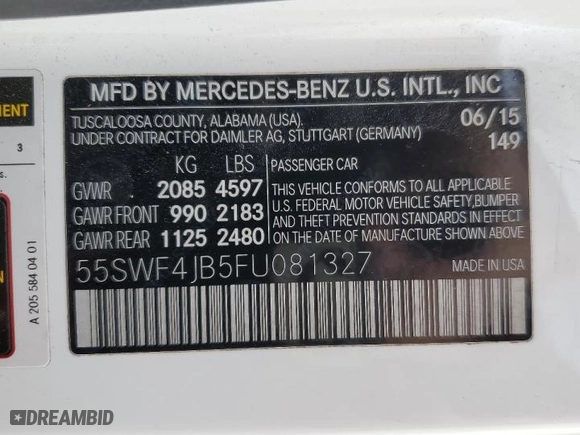 MFD BY MERCEDES-BENZ U.S. INTL., INC
TUSCALOOSA COUNTY, ALABAMA (USA). 06/15
UNDER CONTRACT FOR DAIMLER AG, STUTTGART (GERMANY) 149
KG LBS PASSENGER CAR
GVWR 2085 4597 THIS VEHICLE CONFORMS TO ALL APPLICABLE
U.S. FEDERAL MOTOR VEHICLE SAFETY,BUMPER
GAWR FRONT 990 2183 AND THEFT PREVENTION STANDARDS IN EFFECT
GAWR REAR 1125 2480 ON THE DATE OF MANUFACTURE SHOWN ABOVE.
55SWF4JB5FU081327 MADE IN USA
3
s.
A 205 584 04 01
DREAMBID